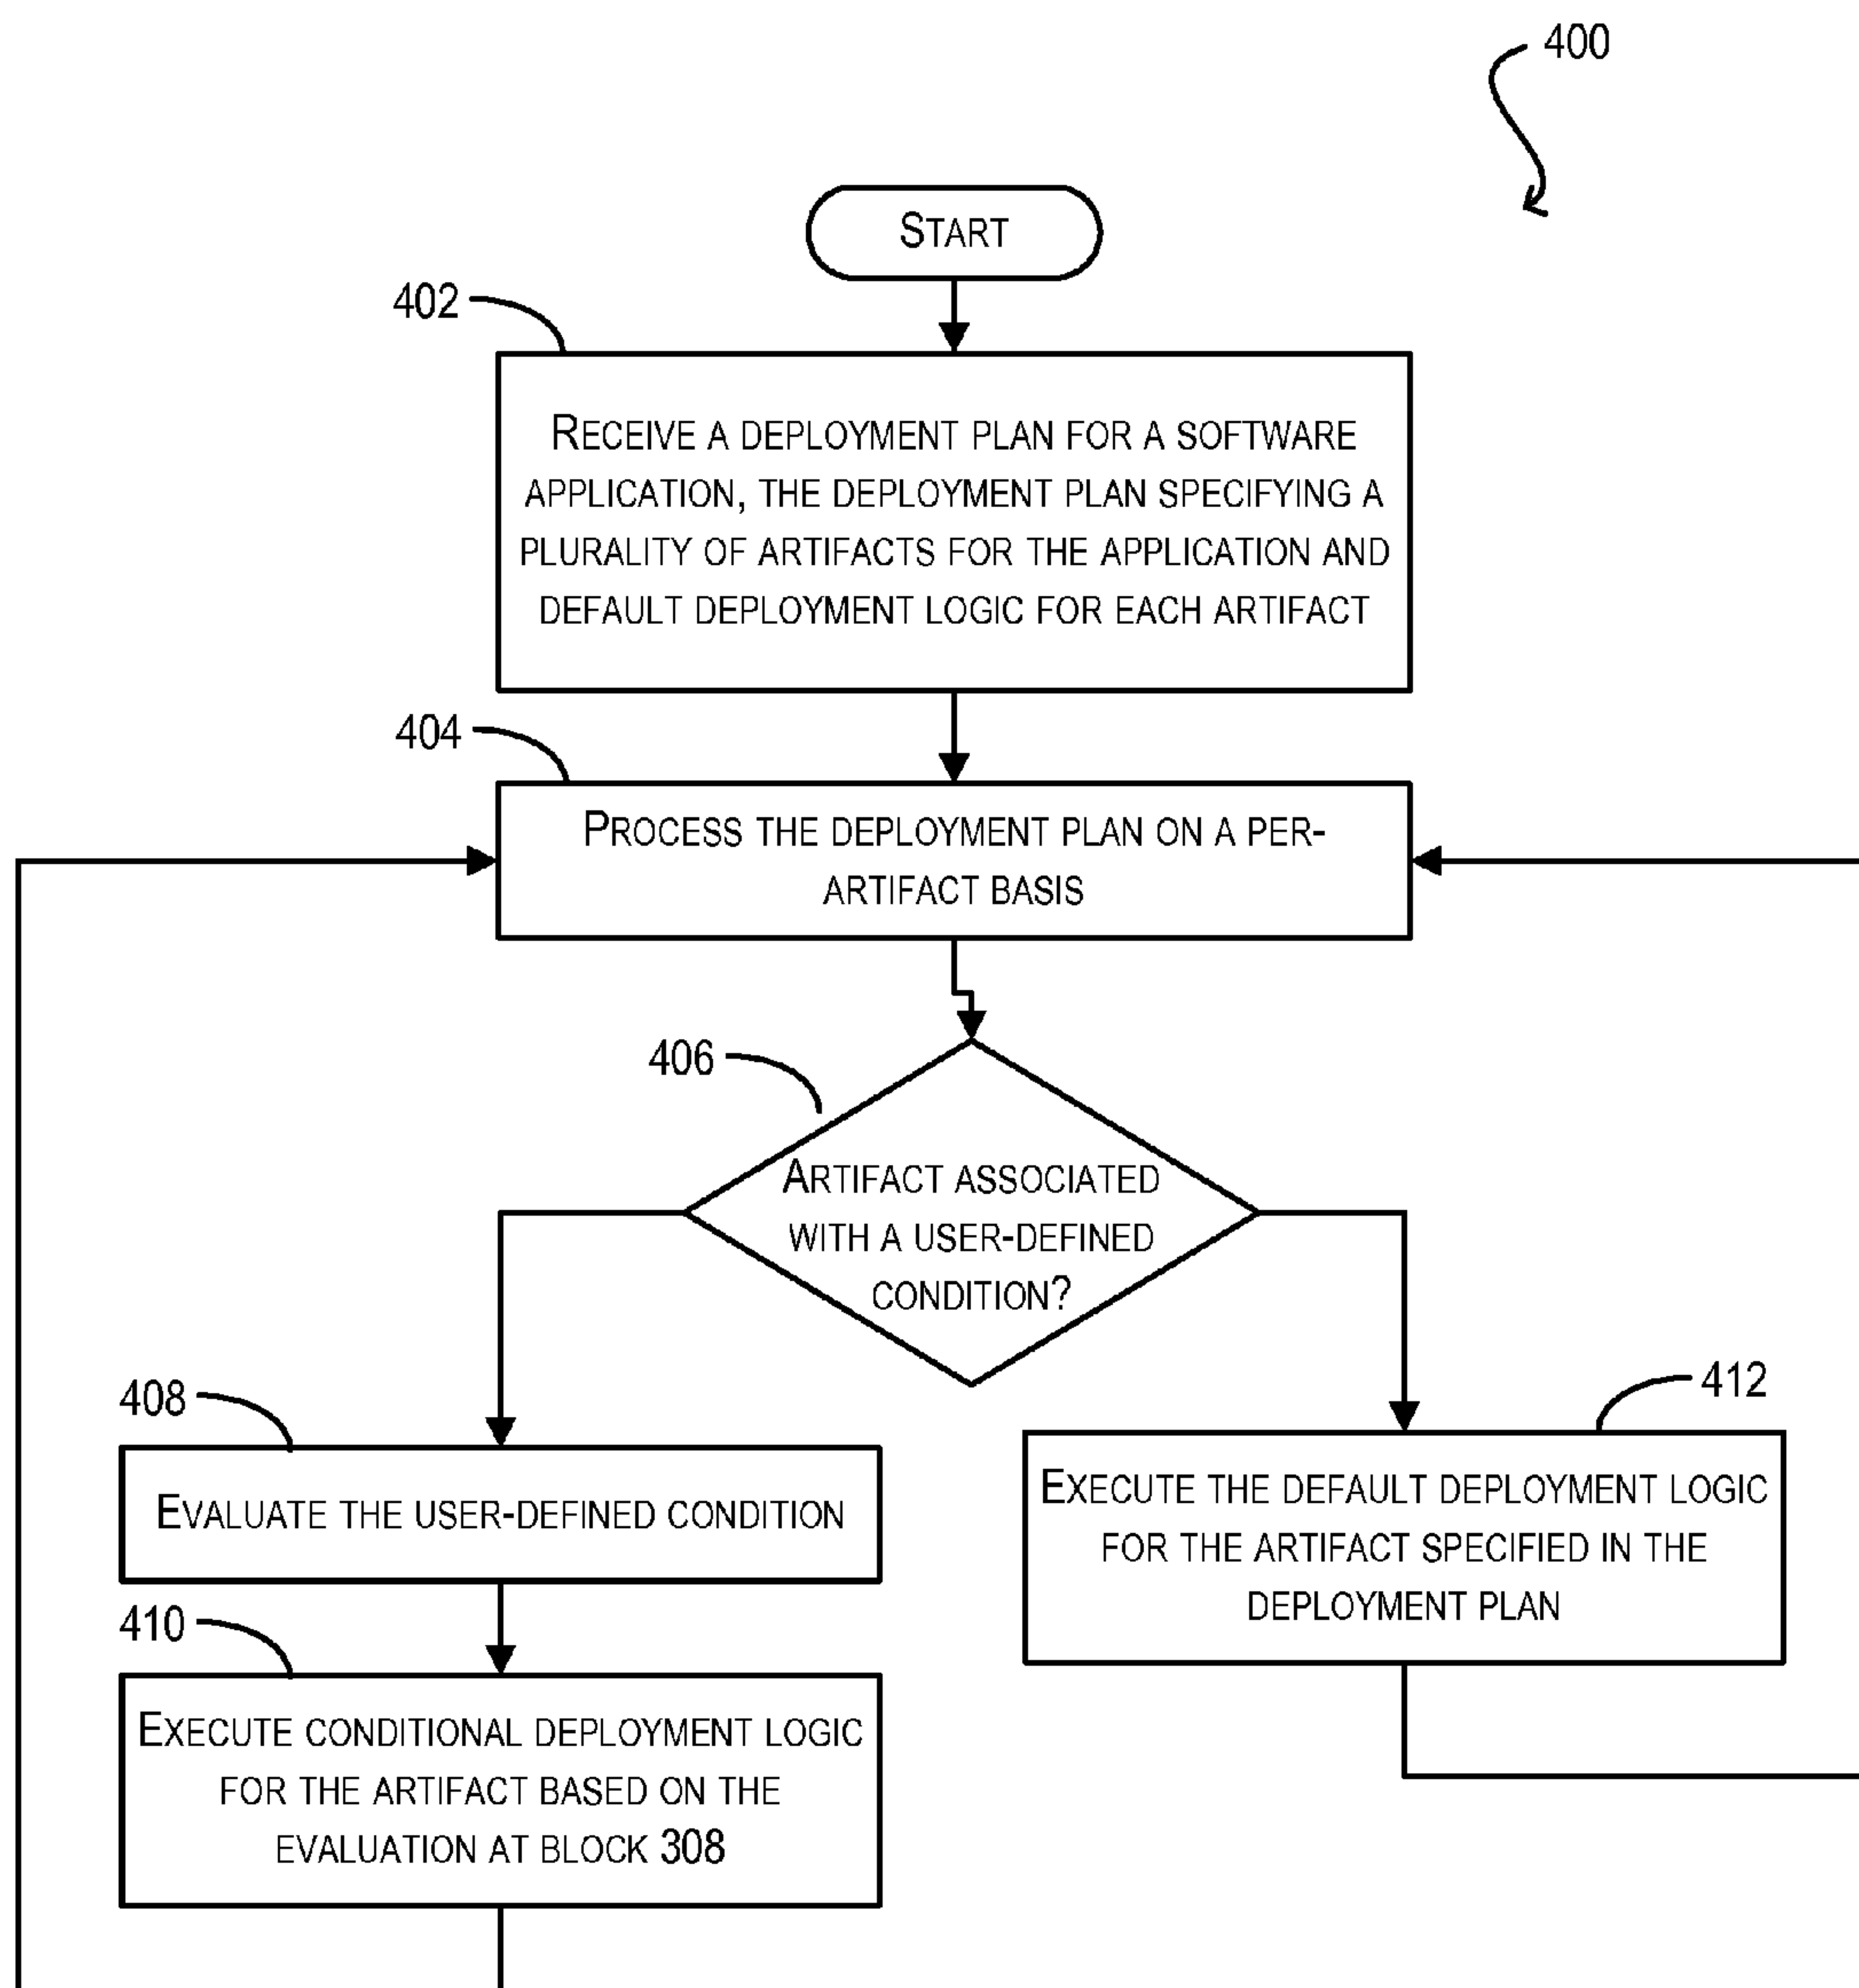 400
START
402
RECEIVE A DEPLOYMENT PLAN FOR A SOFTWARE
APPLICATION, THE DEPLOYMENT PLAN SPECIFYING A
PLURALITY OF ARTIFACTS FOR THE APPLICATION AND
DEFAULT DEPLOYMENT LOGIC FOR EACH ARTIFACT
404
PROCESS THE DEPLOYMENT PLAN ON A PER-
ARTIFACT BASIS
406
ARTIFACT ASSOCIATED
WITH A USER-DEFINED
CONDITION?
408
EVALUATE THE USER-DEFINED CONDITION
410
EXECUTE CONDITIONAL DEPLOYMENT LOGIC
FOR THE ARTIFACT BASED ON THE
EVALUATION AT BLOCK 308
412
EXECUTE THE DEFAULT DEPLOYMENT LOGIC
FOR THE ARTIFACT SPECIFIED IN THE
DEPLOYMENT PLAN